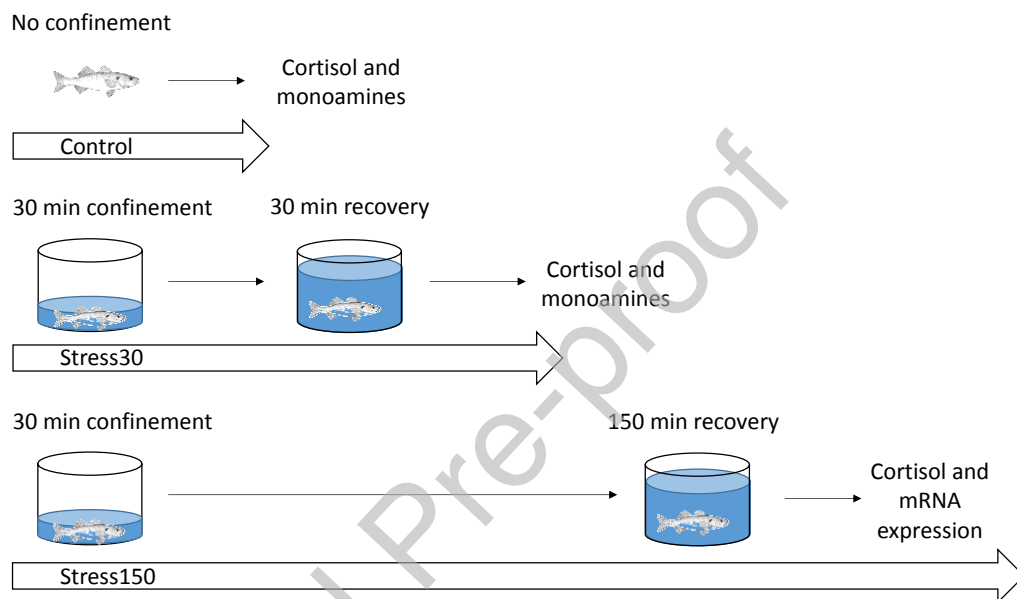 No confinement
Cortisol and
monoamines
Control
30 min confinement
30 min recovery
Cortisol and
monoamines
Stress30
30 min confinement
150 min recovery
Cortisol and
mRNA
expression
Stress150
Pre-proof